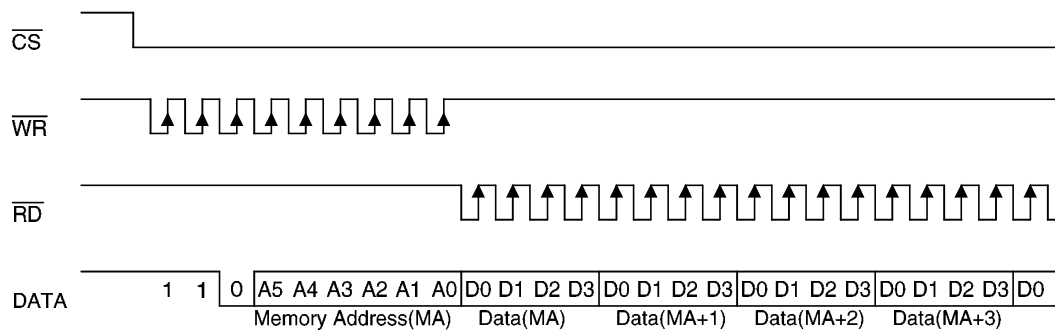 CS
WR
RD
DATA 1 1 0 A5 A4 A3 A2 A1 A0 D0 D1 D2 D3 D0 D1 D2 D3 D0 D1 D2 D3 D0 D1 D2 D3 D0
Memory Address(MA) Data(MA) Data(MA+1) Data(MA+2) Data(MA+3)